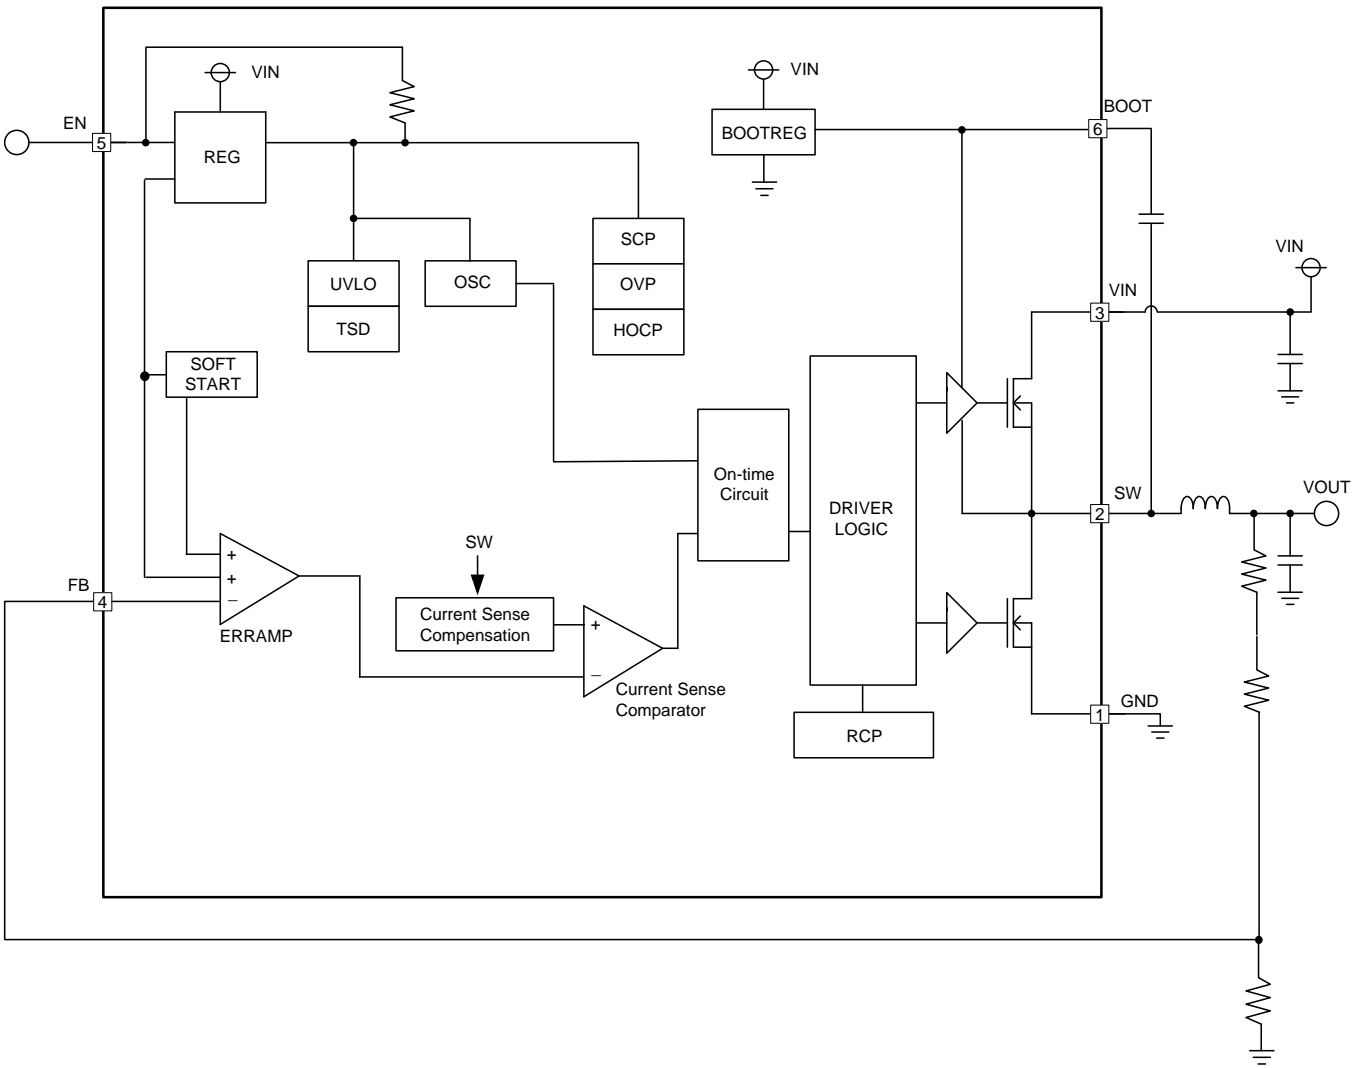 VIN
VIN
BOOT
EN
5
6
BOOTREG
REG
SCP
VIN
UVLO
OSC
OVP
VIN
3
TSD
HOCP
SOFT
START
On-time
Circuit
VOUT
SW
2
DRIVER
LOGIC
SW
+
+
−
FB
4
ERRAMP
Current Sense
Compensation
+
−
Current Sense
Comparator
GND
1
RCP